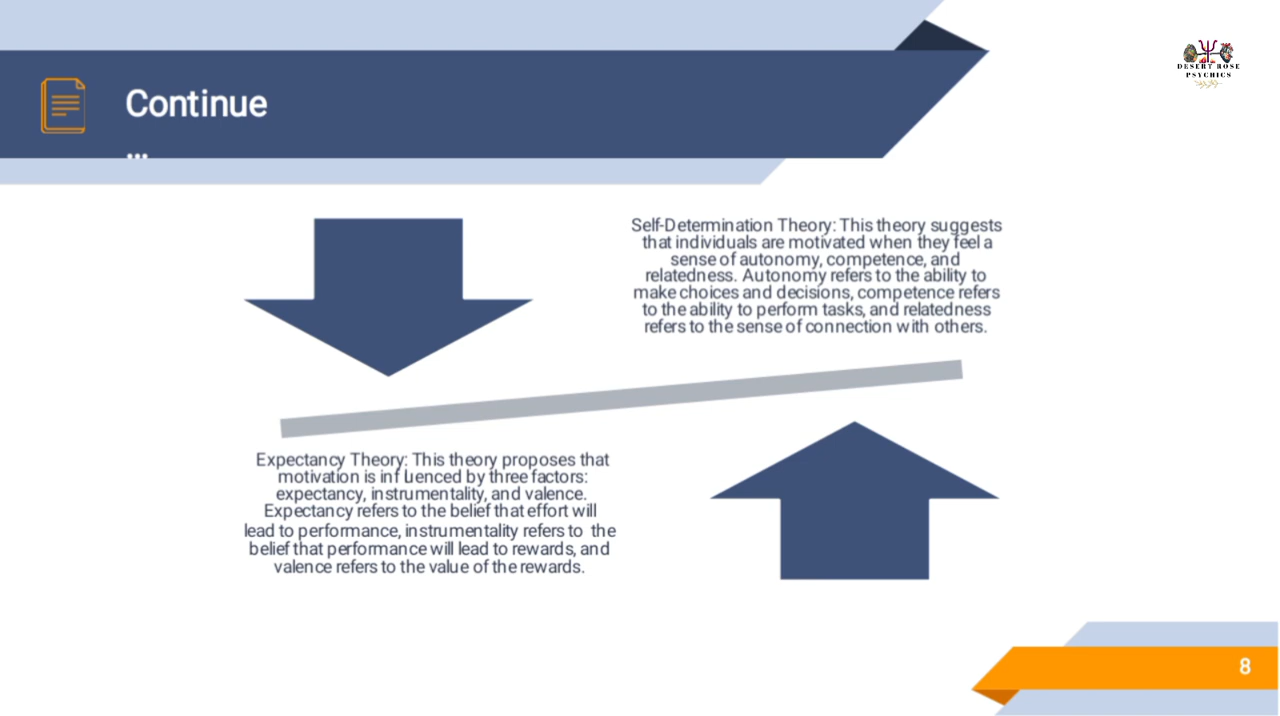 Continue
...
DESERT ROSE
PSYCHICS
Self-Determination Theory: This theory suggests
that individuals are motivated when they feel a
sense of autonomy, competence, and
relatedness. Autonomy refers to the ability to
make choices and decisions, competence refers
to the ability to perform tasks, and relatedness
refers to the sense of connection with others.
Expectancy Theory: This theory proposes that
motivation is influenced by three factors:
expectancy, instrumentality, and valence.
Expectancy refers to the belief that effort will
lead to performance, instrumentality refers to the
belief that performance will lead to rewards, and
valence refers to the value of the rewards.
8